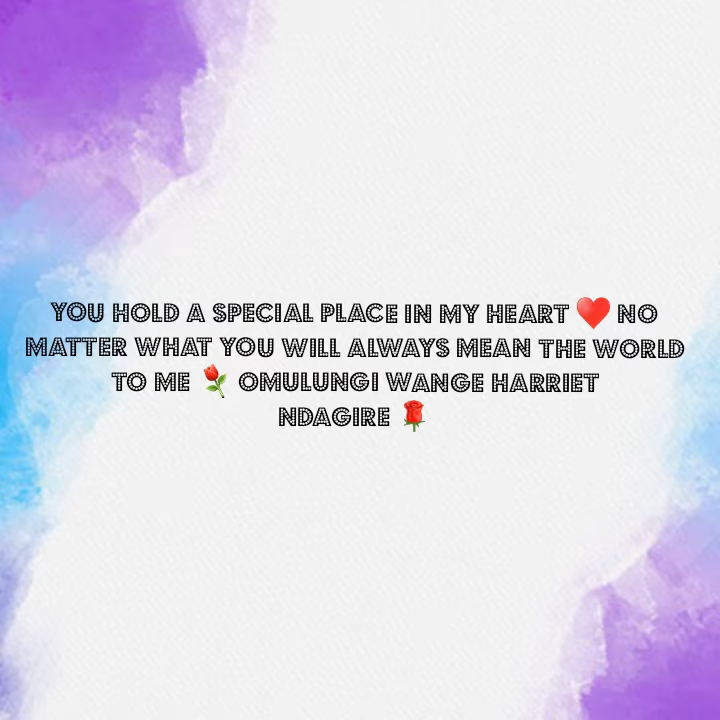 YOU HOLD A SPECIAL PLACE IN MY HEART ♥️ NO
MATTER WHAT YOU WILL ALWAYS MEAN THE WORLD
TO ME 🌹 OMULUNGI WANGE HARRIET
NDAGIRE 🌹